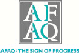 AF
AQ
AFAQ · THE SIGN OF PROGRESS